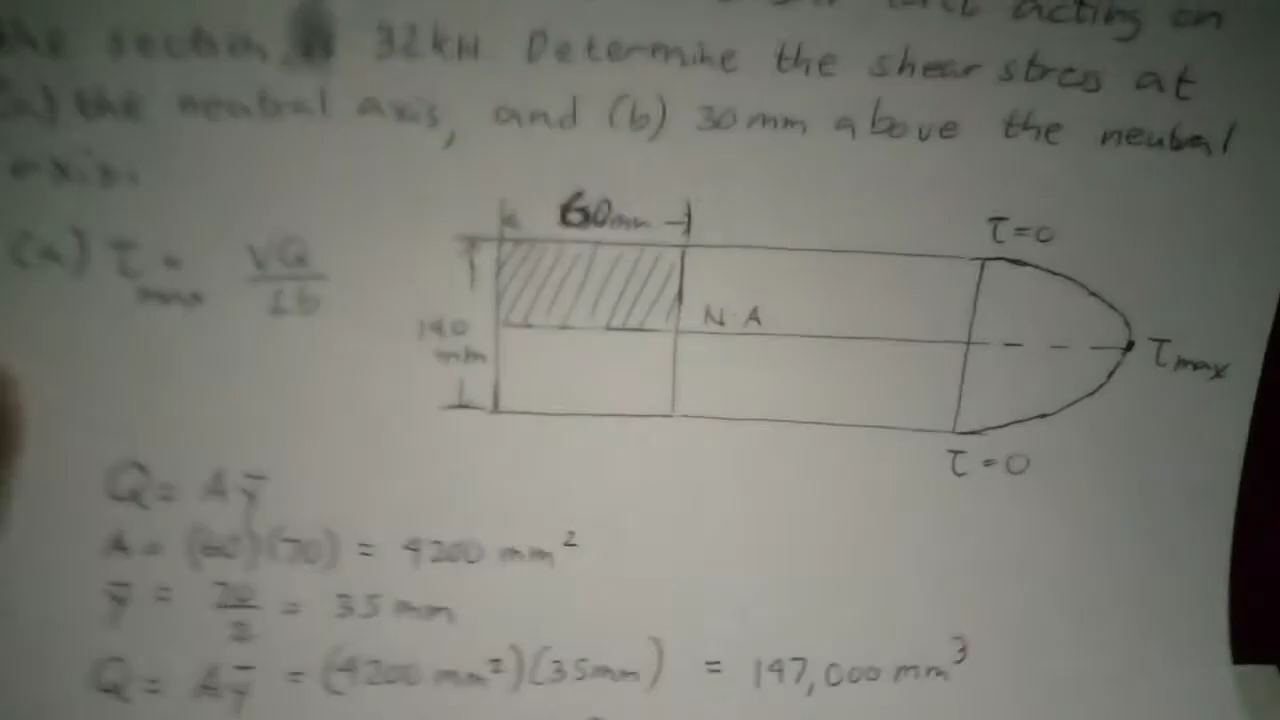 acting on
the section 32kN Determine the shear stress at
(a) the neutral axis, and (b) 30mm above the neutral
axis.
60mm
τ=0
(a) τmax = VQ/Ib
140 mm
N.A
τmax
τ=0
Q= Aȳ
A = (60)(70) = 4200 mm²
ȳ = 70/2 = 35 mm
Q= Aȳ = (4200 mm²)(35mm) = 147,000 mm³